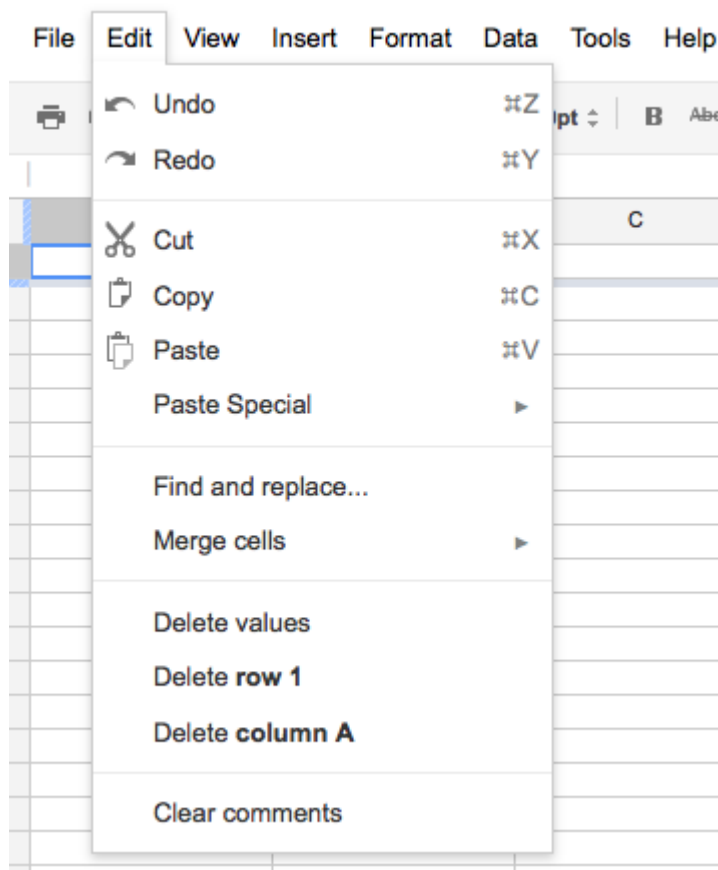 File Edit View Insert Format Data Tools Help
Undo ⌘Z
pt B Abc
Redo ⌘Y
C
Cut ⌘X
Copy ⌘C
Paste ⌘V
Paste Special ►
Find and replace...
Merge cells ►
Delete values
Delete row 1
Delete column A
Clear comments